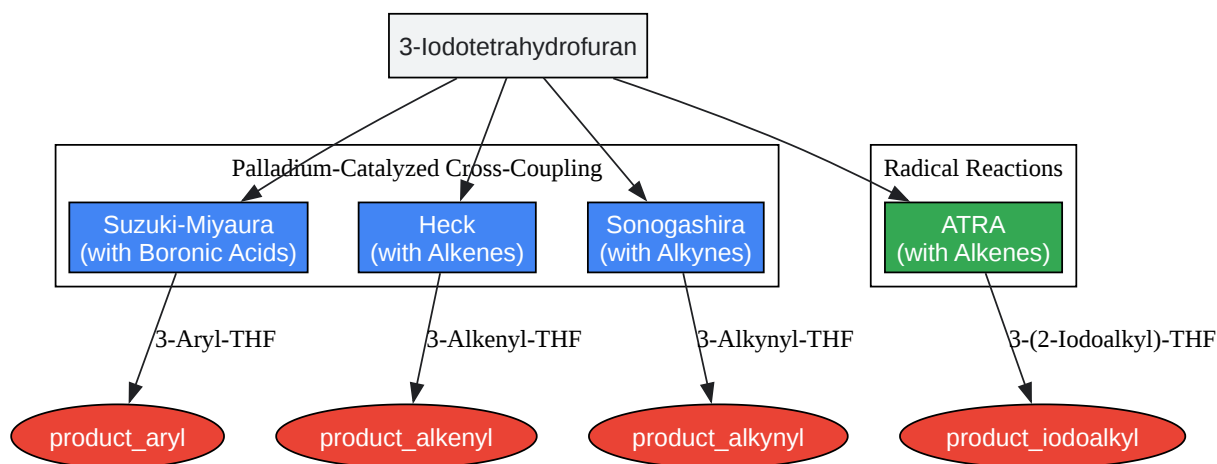 3-Iodotetrahydrofuran
Palladium-Catalyzed Cross-Coupling
Radical Reactions
Suzuki-Miyaura
(with Boronic Acids)
Heck
(with Alkenes)
Sonogashira
(with Alkynes)
ATRA
(with Alkenes)
3-Aryl-THF
3-Alkenyl-THF
3-Alkynyl-THF
3-(2-Iodoalkyl)-THF
product_aryl
product_alkenyl
product_alkynyl
product_iodoalkyl